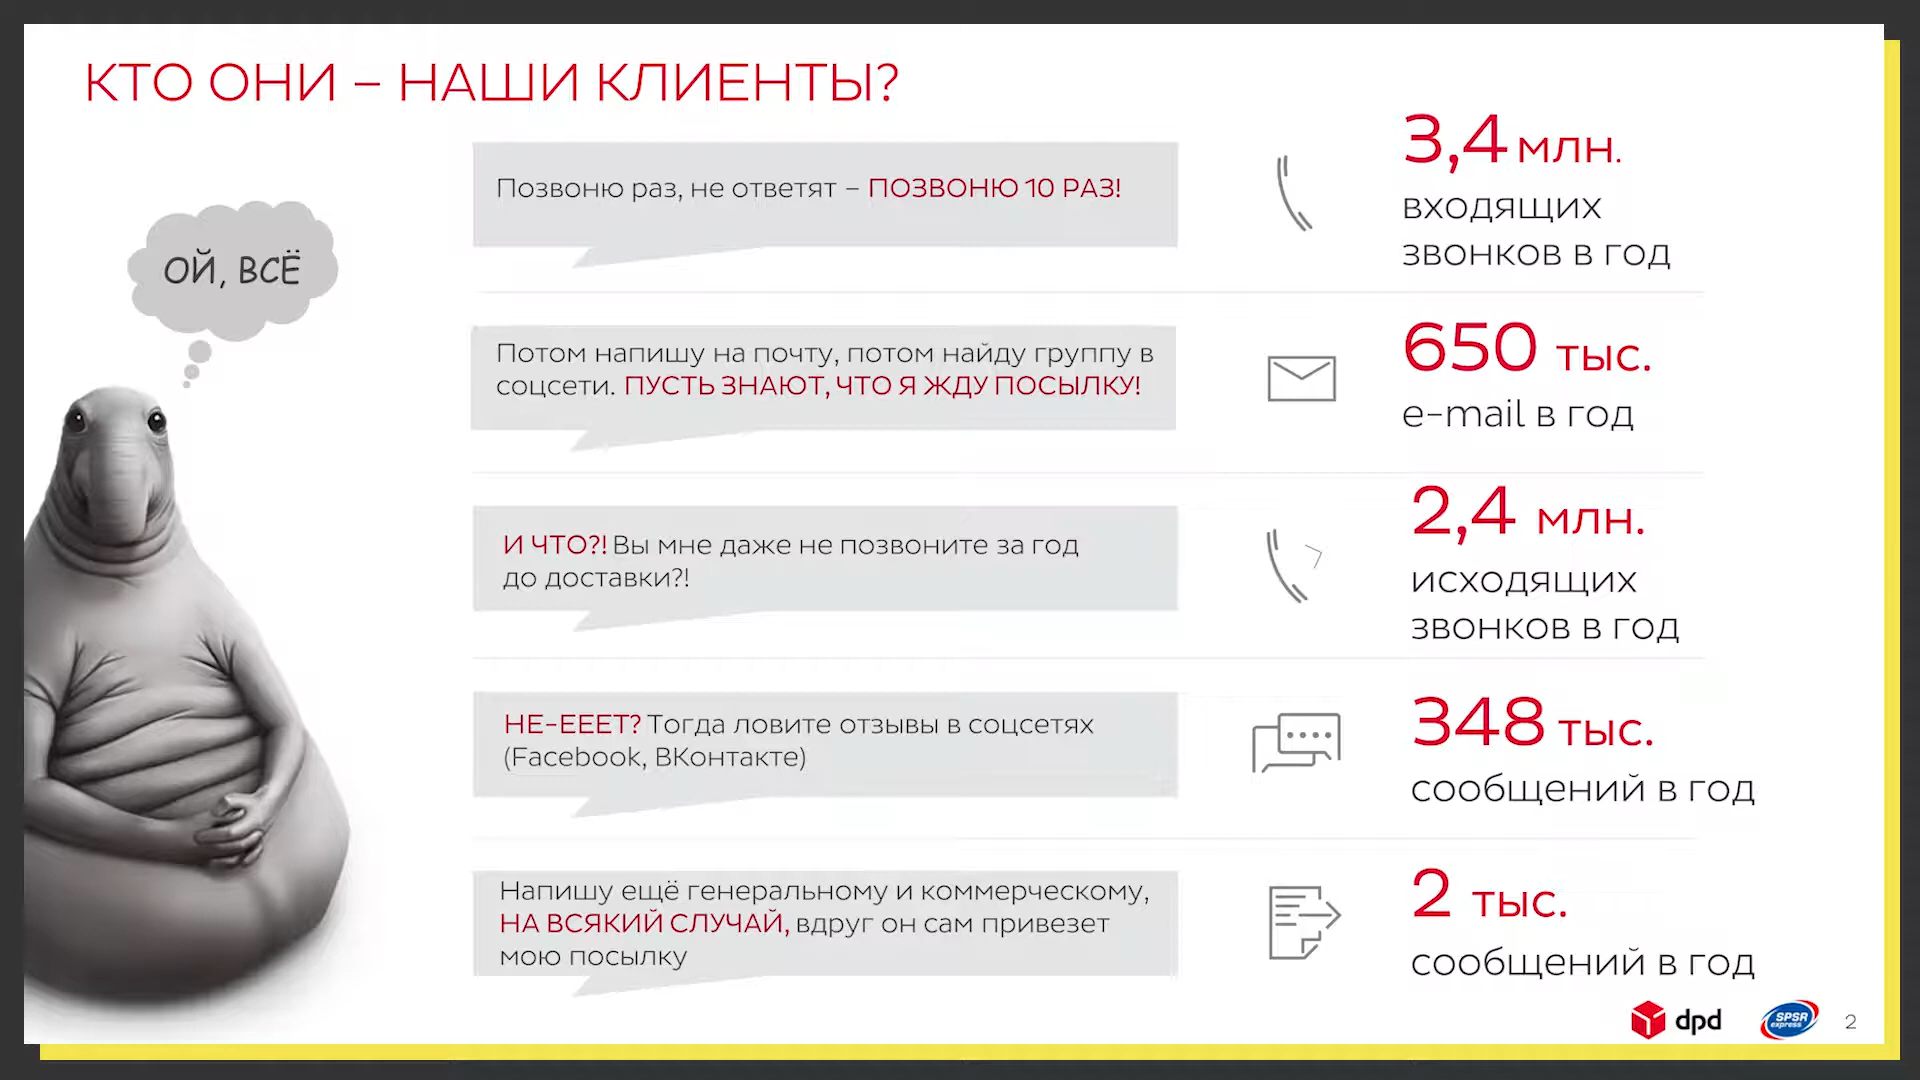 КТО ОНИ – НАШИ КЛИЕНТЫ?
ОЙ, ВСЁ
Позвоню раз, не ответят – ПОЗВОНЮ 10 РАЗ!
3,4 млн.
входящих
звонков в год
Потом напишу на почту, потом найду группу в
соцсети. ПУСТЬ ЗНАЮТ, ЧТО Я ЖДУ ПОСЫЛКУ!
650 тыс.
e-mail в год
И ЧТО?! Вы мне даже не позвоните за год
до доставки?!
2,4 млн.
исходящих
звонков в год
НЕ-ЕЕЕТ? Тогда ловите отзывы в соцсетях
(Facebook, ВКонтакте)
348 тыс.
сообщений в год
Напишу ещё генеральному и коммерческому,
НА ВСЯКИЙ СЛУЧАЙ, вдруг он сам привезет
мою посылку
2 тыс.
сообщений в год
dpd
SPSR
express
2